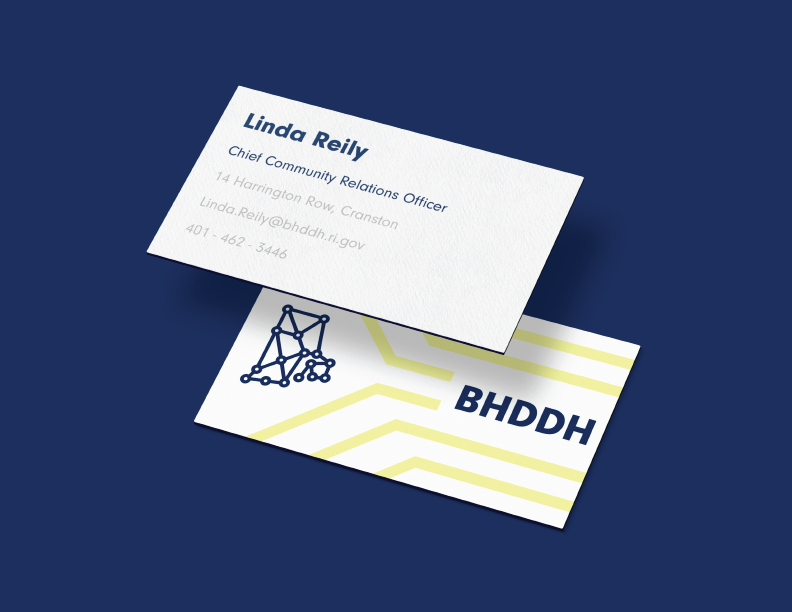 Linda Reily
Chief Community Relations Officer
14 Harrington Row, Cranston
Linda.Reily@bhddh.ri.gov
401 - 462 - 3446
BHDDH